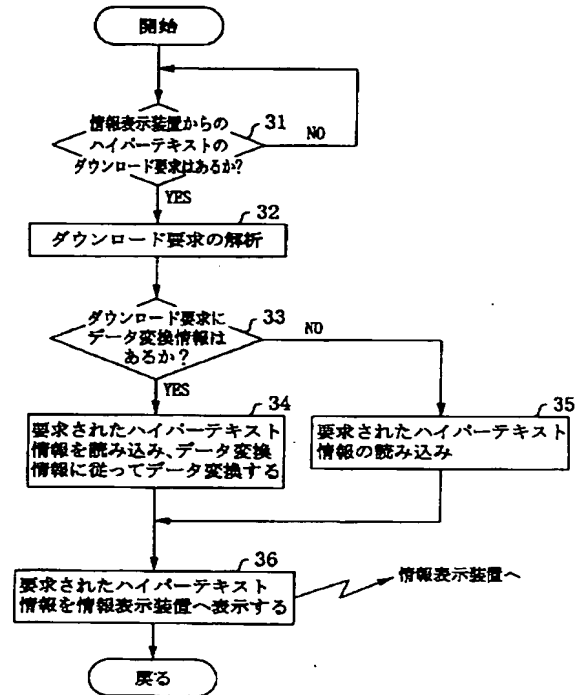 開始
情報表示装置からの
ハイパーテキストの
ダウンロード要求はあるか?
31
NO
YES
32
ダウンロード要求の解析
33
ダウンロード要求に
データ変換情報は
あるか?
NO
YES
34
要求されたハイパーテキスト
情報を読み込み、データ変換
情報に従ってデータ変換する
35
要求されたハイパーテキスト
情報の読み込み
36
要求されたハイパーテキスト
情報を情報表示装置へ表示する
情報表示装置へ
戻る